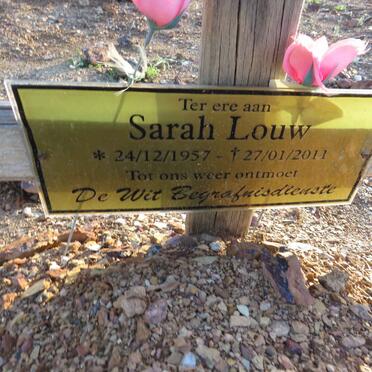 Ter ere aan
Sarah Louw
* 24/12/1957 - †27/01/2011
Tot ons weer ontmoet
De Wit Begrafnisdienste